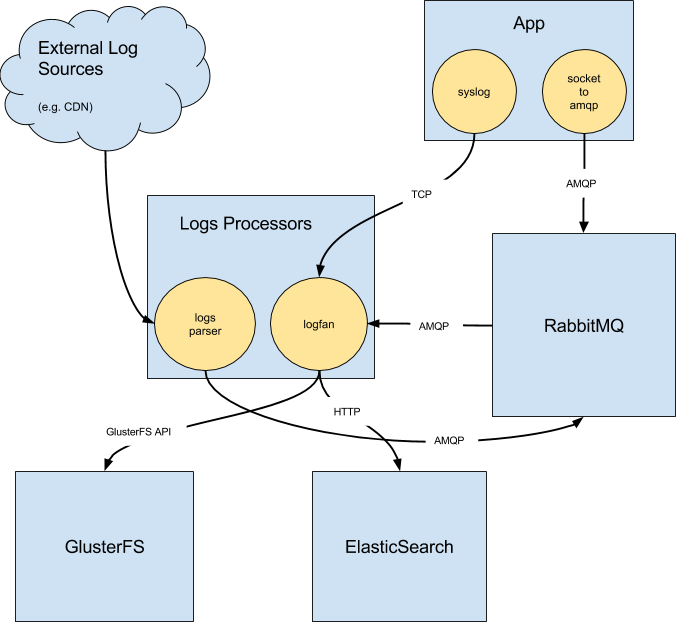 External Log
Sources
(e.g. CDN)
App
syslog
socket
to
amqp
TCP
AMQP
Logs Processors
logs
parser
logfan
AMQP
RabbitMQ
HTTP
GlusterFS API
AMQP
GlusterFS
ElasticSearch